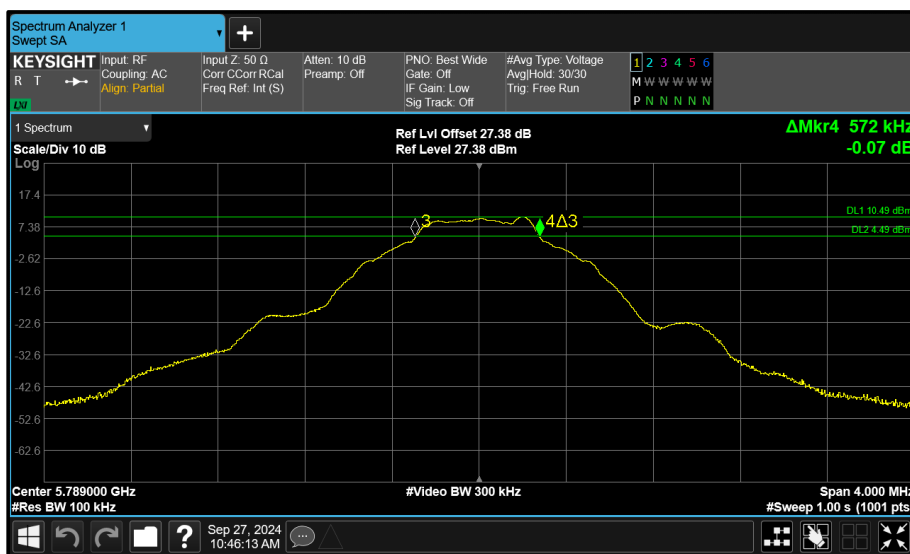 Spectrum Analyzer 1
Swept SA
KEYSIGHT
R T
LXI
Input: RF
Coupling: AC
Align: Partial
Input Z: 50 Ω
Corr CCorr RCal
Freq Ref: Int (S)
Atten: 10 dB
Preamp: Off
PNO: Best Wide
Gate: Off
IF Gain: Low
Sig Track: Off
#Avg Type: Voltage
Avg|Hold: 30/30
Trig: Free Run
1 2 3 4 5 6
M W W W W W
P N N N N N
1 Spectrum
Scale/Div 10 dB
Log
Ref Lvl Offset 27.38 dB
Ref Level 27.38 dBm
ΔMkr4 572 kHz
-0.07 dB
17.4
7.38
-2.62
-12.6
-22.6
-32.6
-42.6
-52.6
-62.6
3
4Δ3
DL1 10.49 dBm
DL2 4.49 dBm
Center 5.789000 GHz
#Res BW 100 kHz
#Video BW 300 kHz
Span 4.000 MHz
#Sweep 1.00 s (1001 pts
?
Sep 27, 2024
10:46:13 AM